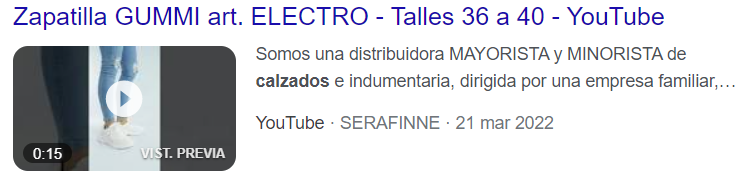 Zapatilla GUMMI art. ELECTRO - Talles 36 a 40 - YouTube
Somos una distribuidora MAYORISTA y MINORISTA de
calzados e indumentaria, dirigida por una empresa familiar,...
YouTube · SERAFINNE · 21 mar 2022
0:15
VIST. PREVIA